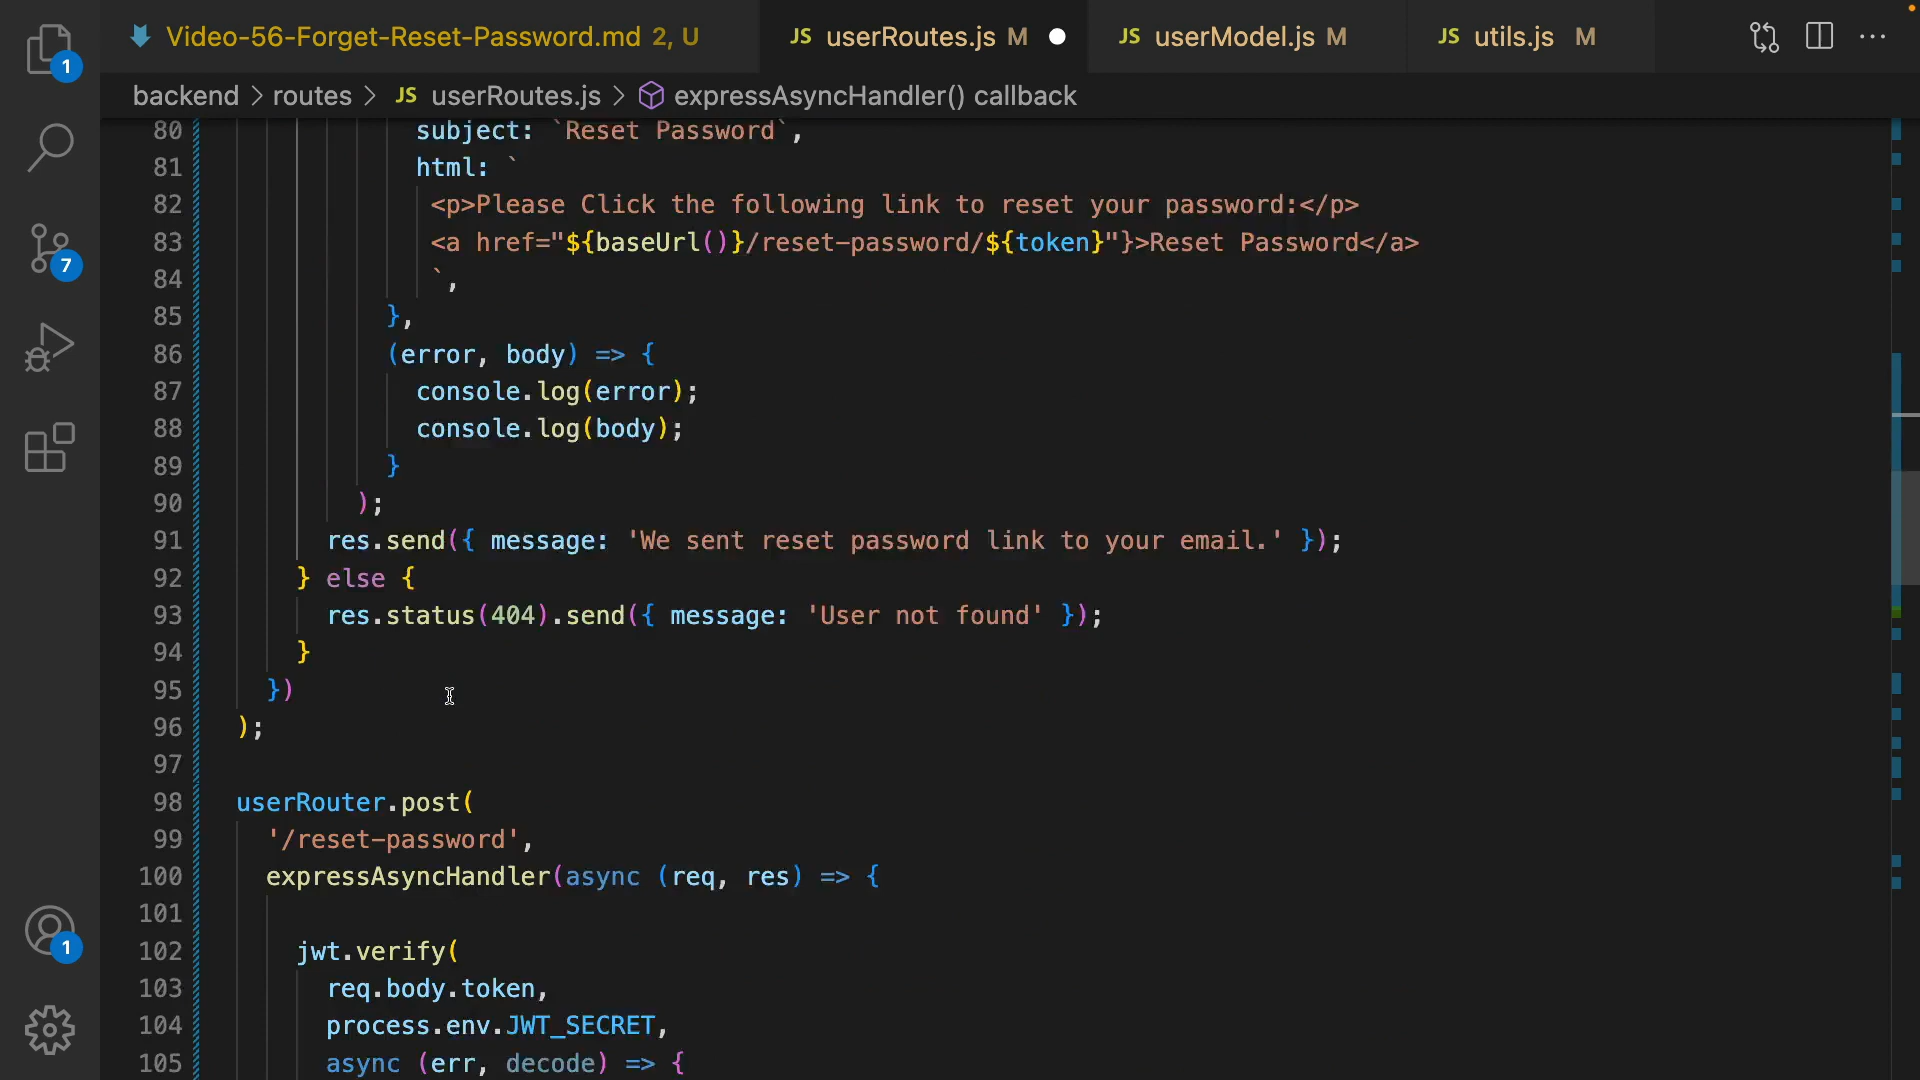 Video-56-Forget-Reset-Password.md 2, U JS userRoutes.js M JS userModel.js M JS utils.js M
backend > routes > JS userRoutes.js > expressAsyncHandler() callback
80 subject: `Reset Password`,
81 html: `
82 <p>Please Click the following link to reset your password:</p>
83 <a href="${baseUrl()}/reset-password/${token}"}>Reset Password</a>
84 `,
85 },
86 (error, body) => {
87 console.log(error);
88 console.log(body);
89 }
90 );
91 res.send({ message: 'We sent reset password link to your email.' });
92 } else {
93 res.status(404).send({ message: 'User not found' });
94 }
95 })
96 );
97
98 userRouter.post(
99 '/reset-password',
100 expressAsyncHandler(async (req, res) => {
101
102 jwt.verify(
103 req.body.token,
104 process.env.JWT_SECRET,
105 async (err, decode) => {
1
7
1